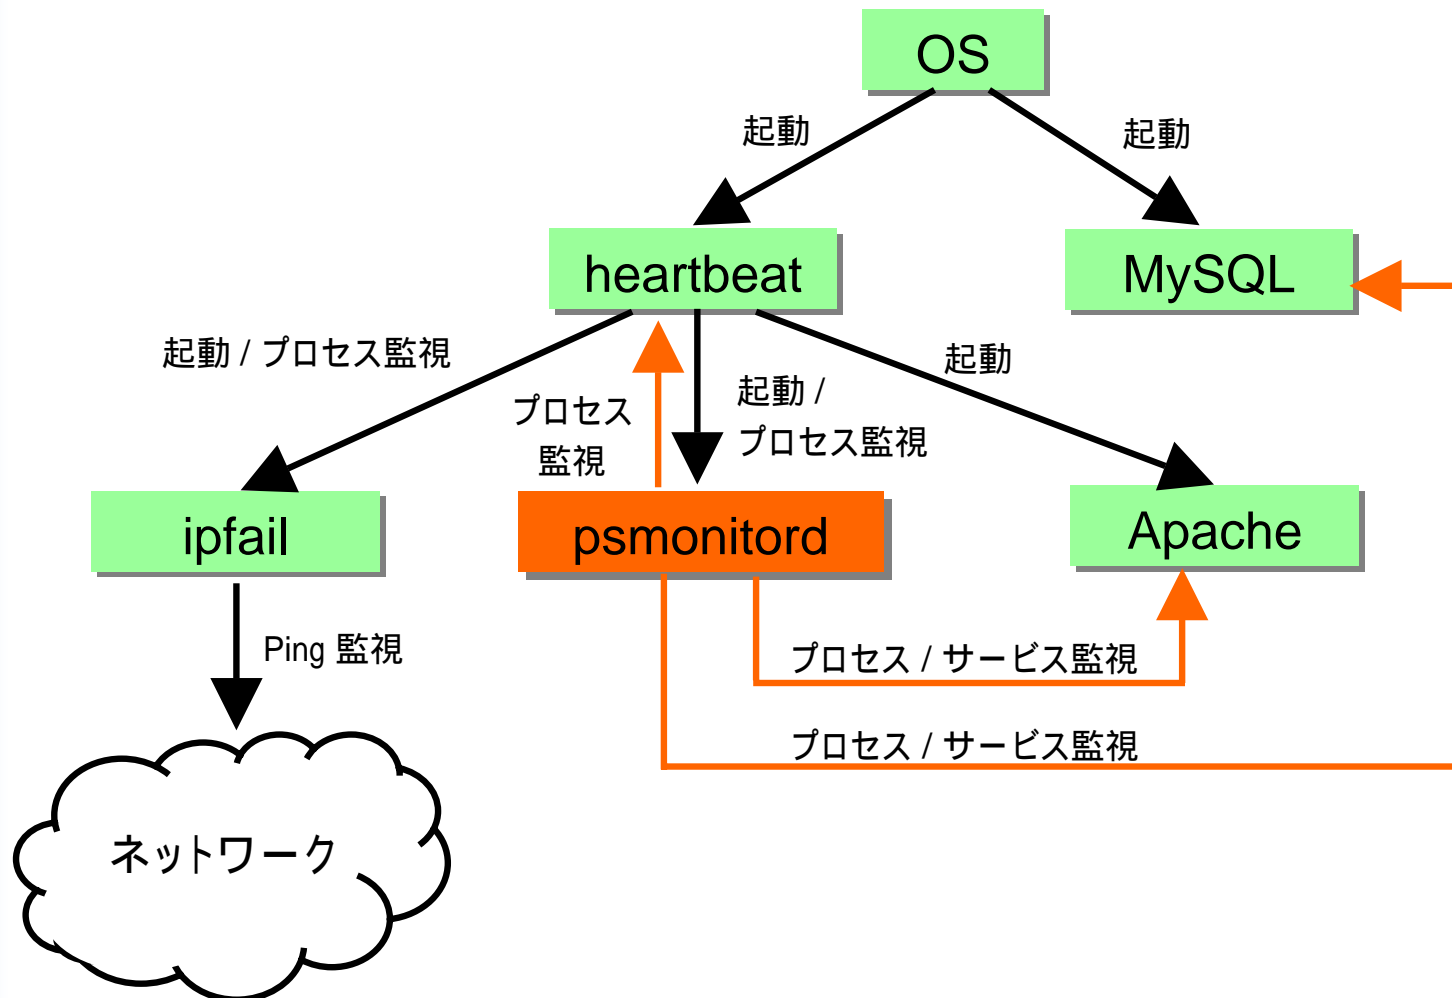 OS
起動
起動
heartbeat
MySQL
起動 / プロセス監視
プロセス
監視
起動 /
プロセス監視
起動
ipfail
psmonitord
Apache
Ping 監視
プロセス / サービス監視
プロセス / サービス監視
ネットワーク